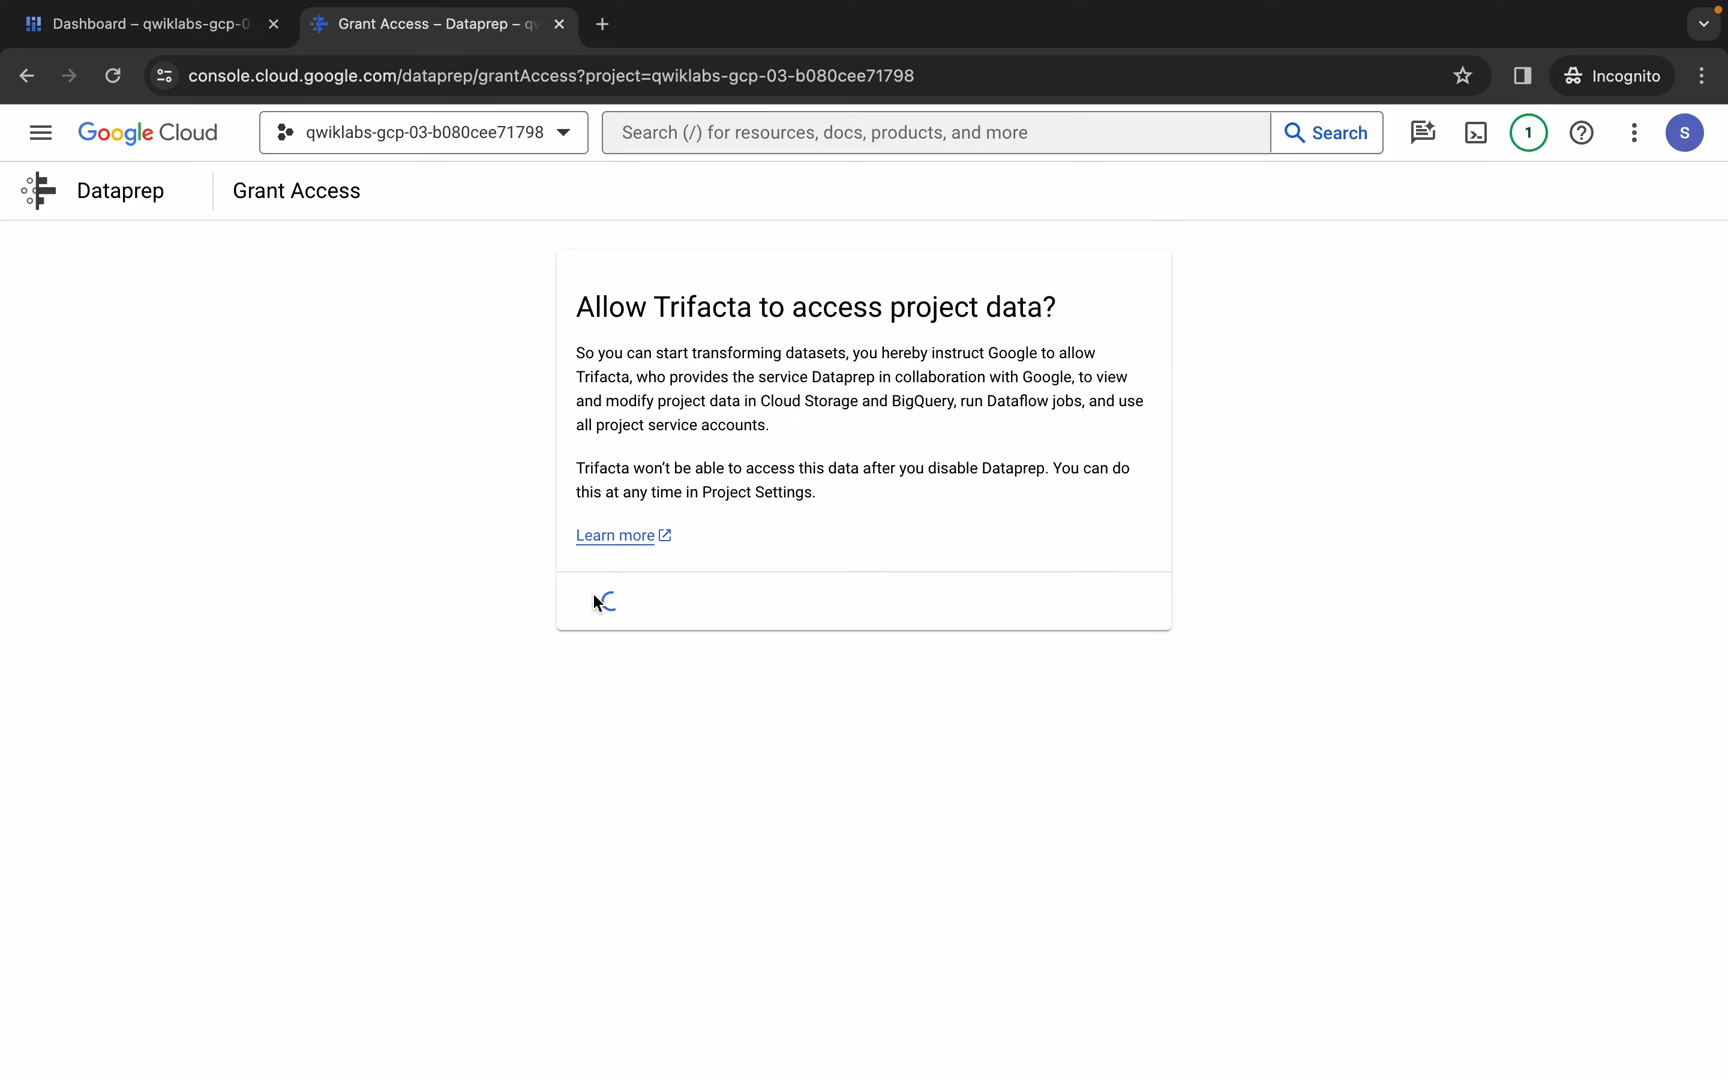 Dashboard – qwiklabs-gcp-0
Grant Access – Dataprep – qw
console.cloud.google.com/dataprep/grantAccess?project=qwiklabs-gcp-03-b080cee71798
Incognito
Google Cloud
qwiklabs-gcp-03-b080cee71798
Search (/) for resources, docs, products, and more
Search
1
S
Dataprep
Grant Access
Allow Trifacta to access project data?
So you can start transforming datasets, you hereby instruct Google to allow
Trifacta, who provides the service Dataprep in collaboration with Google, to view
and modify project data in Cloud Storage and BigQuery, run Dataflow jobs, and use
all project service accounts.
Trifacta won't be able to access this data after you disable Dataprep. You can do
this at any time in Project Settings.
Learn more